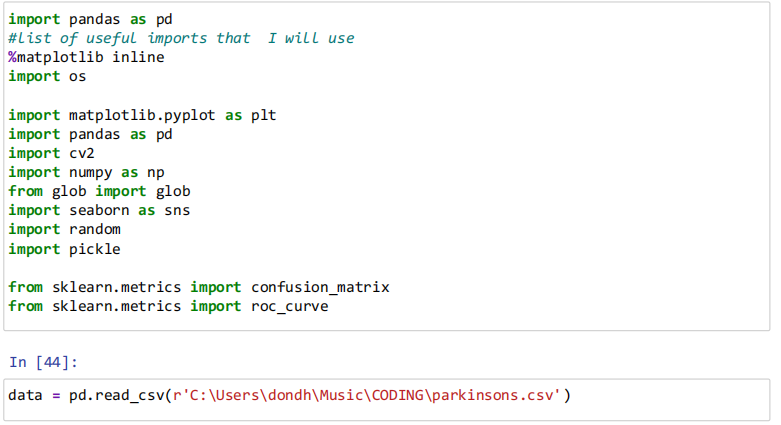 import pandas as pd
#list of useful imports that  I will use
%matplotlib inline
import os
import matplotlib.pyplot as plt
import pandas as pd
import cv2
import numpy as np
from glob import glob
import seaborn as sns
import random
import pickle
from sklearn.metrics import confusion_matrix
from sklearn.metrics import roc_curve
In [44]:
data = pd.read_csv(r'C:\Users\dondh\Music\CODING\parkinsons.csv')